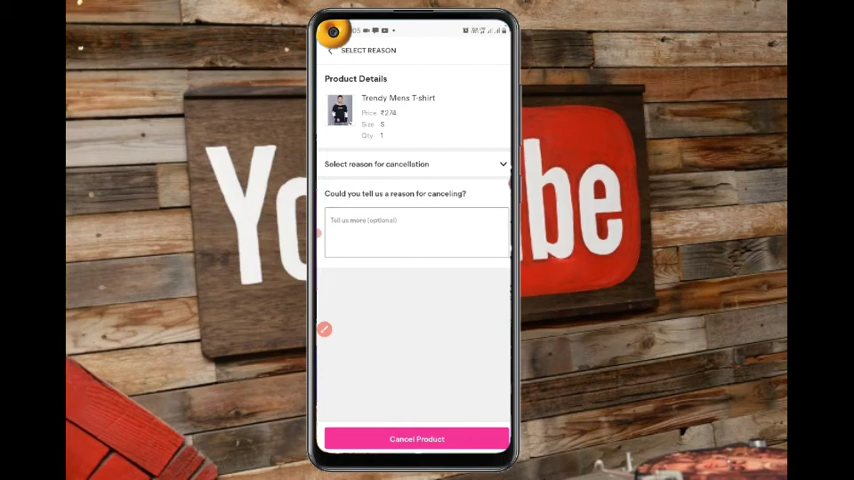 SELECT REASON
Product Details
Trendy Mens T-shirt
Price ₹274
Size S
Qty 1
Select reason for cancellation
Could you tell us a reason for canceling?
Tell us more (optional)
Cancel Product
YouTube